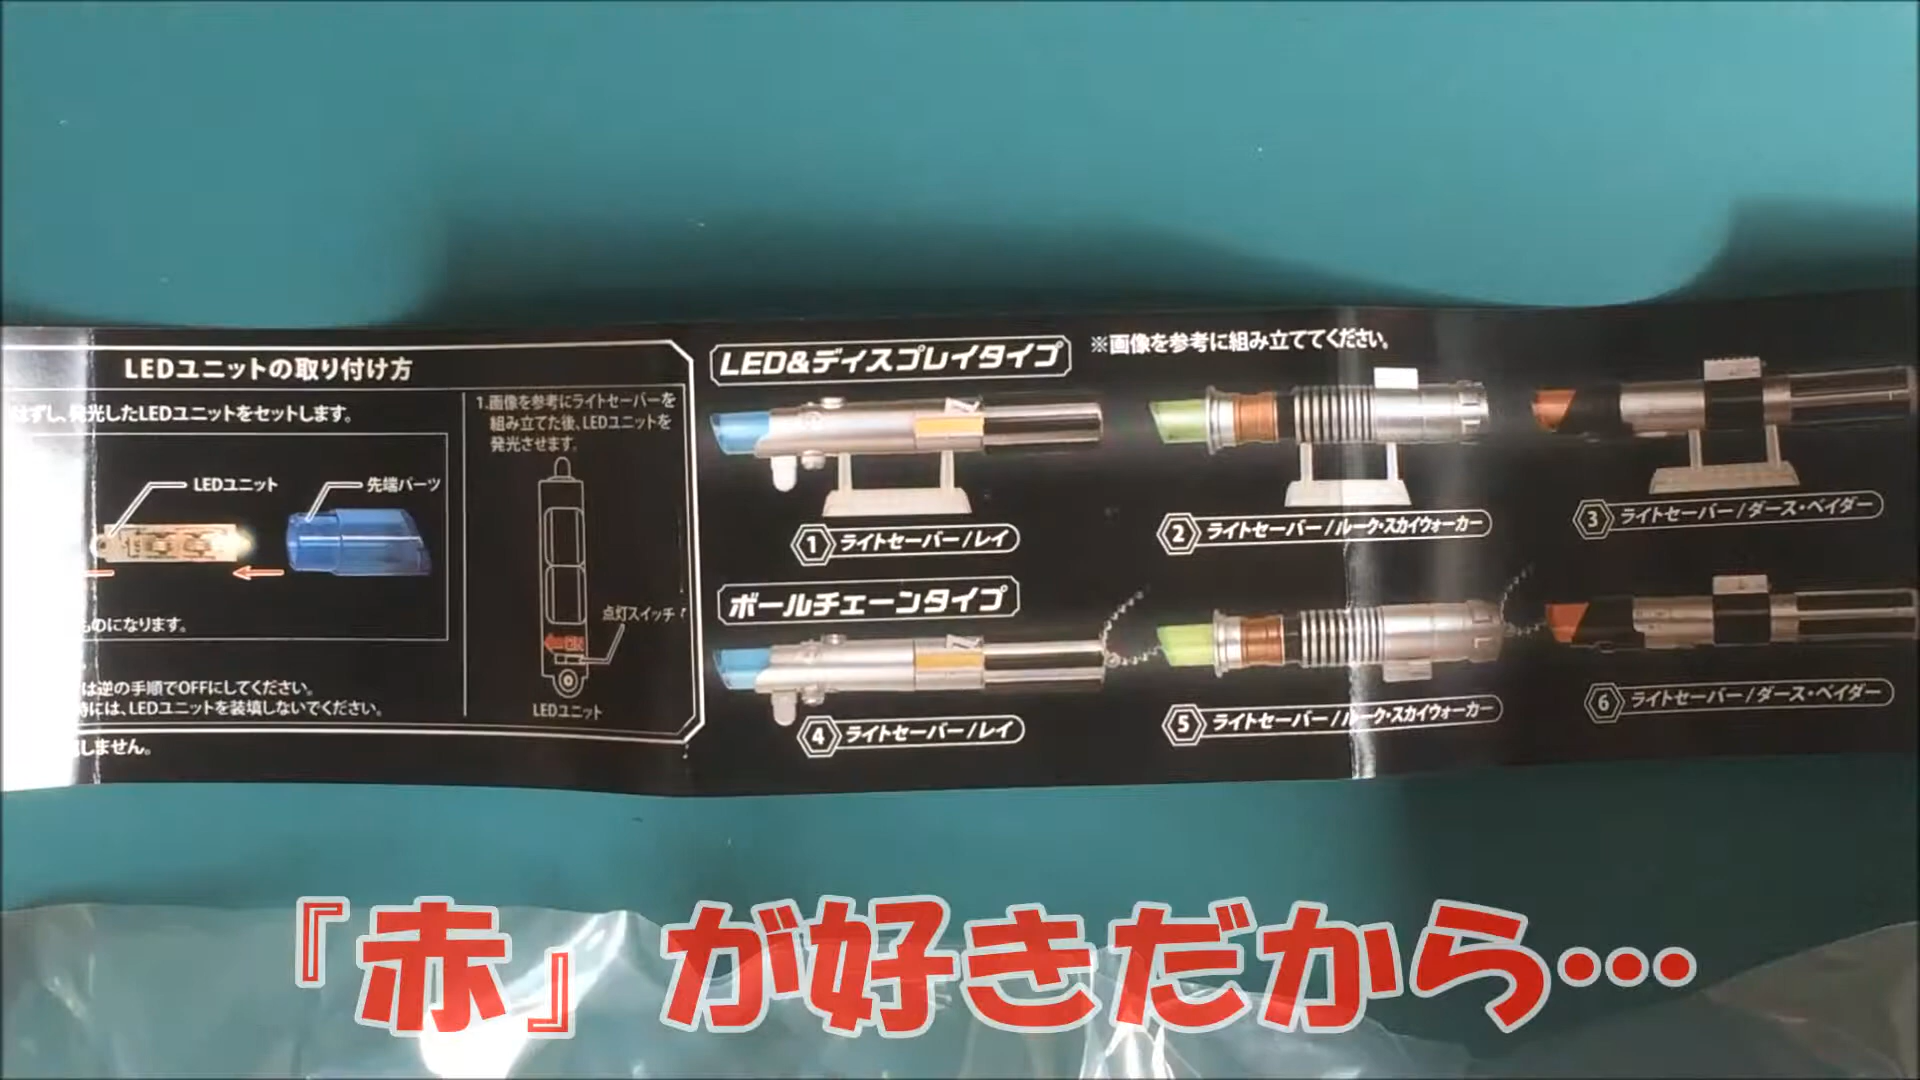 LEDユニットの取り付け方
はずし、発光したLEDユニットをセットします。
LEDユニット
先端パーツ
ものになります。
は逆の手順でOFFにしてください。
時には、LEDユニットを装填しないでください。
しません。
1.画像を参考にライトセーバーを
組み立てた後、LEDユニットを
発光させます。
点灯スイッチ
ON
LEDユニット
LED&ディスプレイタイプ
※画像を参考に組み立ててください。
1 ライトセーバー/レイ
2 ライトセーバー/ルーク・スカイウォーカー
3 ライトセーバー/ダース・ベイダー
ボールチェーンタイプ
4 ライトセーバー/レイ
5 ライトセーバー/ルーク・スカイウォーカー
6 ライトセーバー/ダース・ベイダー
『赤』が好きだから…